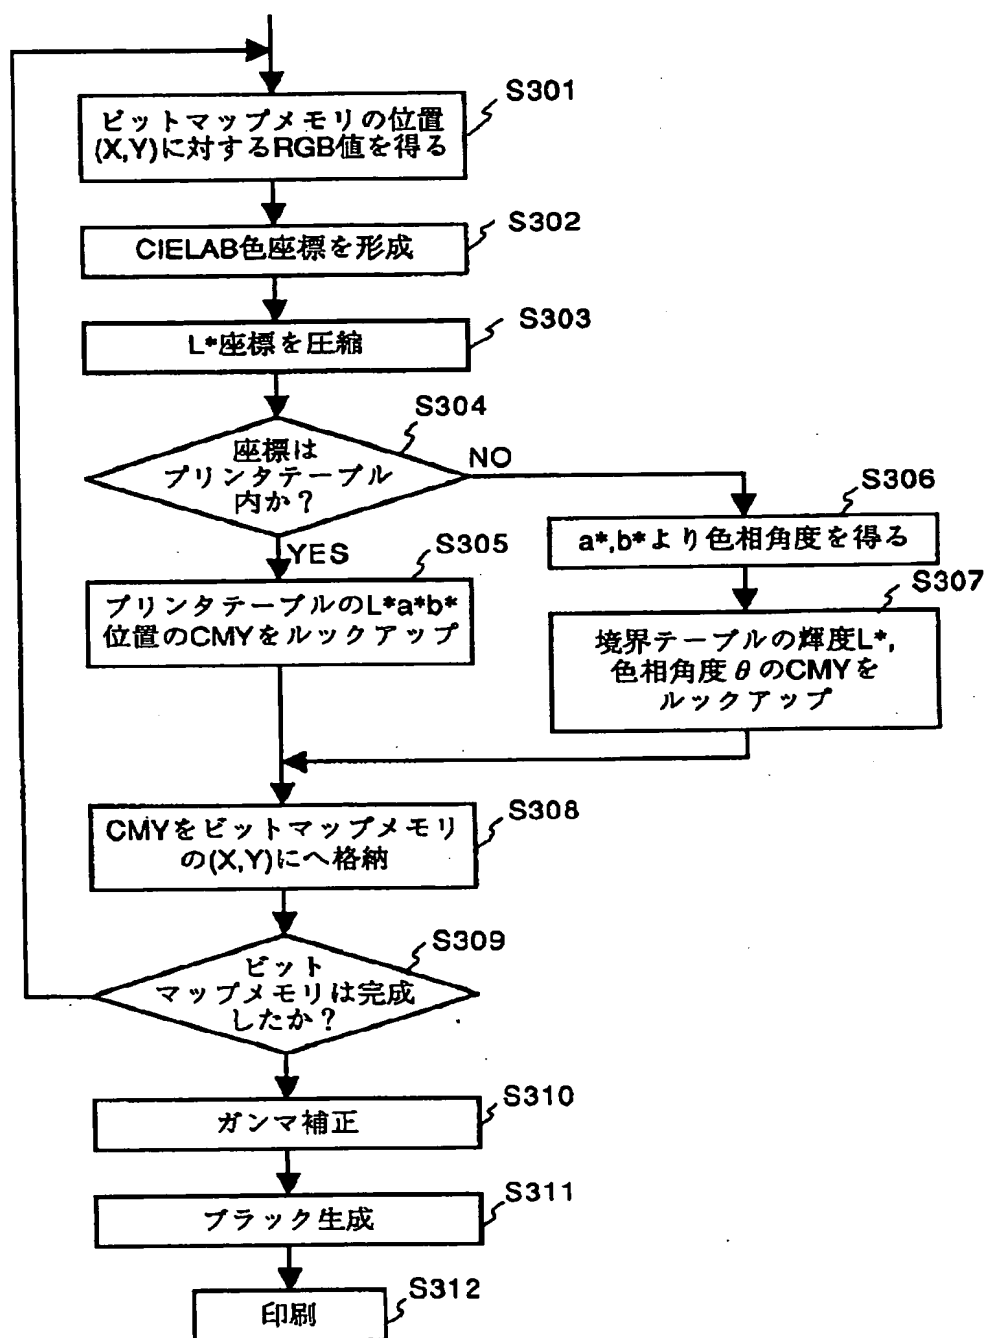 S301
ビットマップメモリの位置
(X,Y)に対するRGB値を得る
S302
CIELAB色座標を形成
S303
L*座標を圧縮
S304
座標は
プリンタテーブル
内か？
NO
YES
S305
プリンタテーブルのL*a*b*
位置のCMYをルックアップ
S306
a*,b*より色相角度を得る
S307
境界テーブルの輝度L*,
色相角度θのCMYを
ルックアップ
S308
CMYをビットマップメモリ
の(X,Y)にへ格納
S309
ビット
マップメモリは完成
したか？
S310
ガンマ補正
S311
ブラック生成
S312
印刷